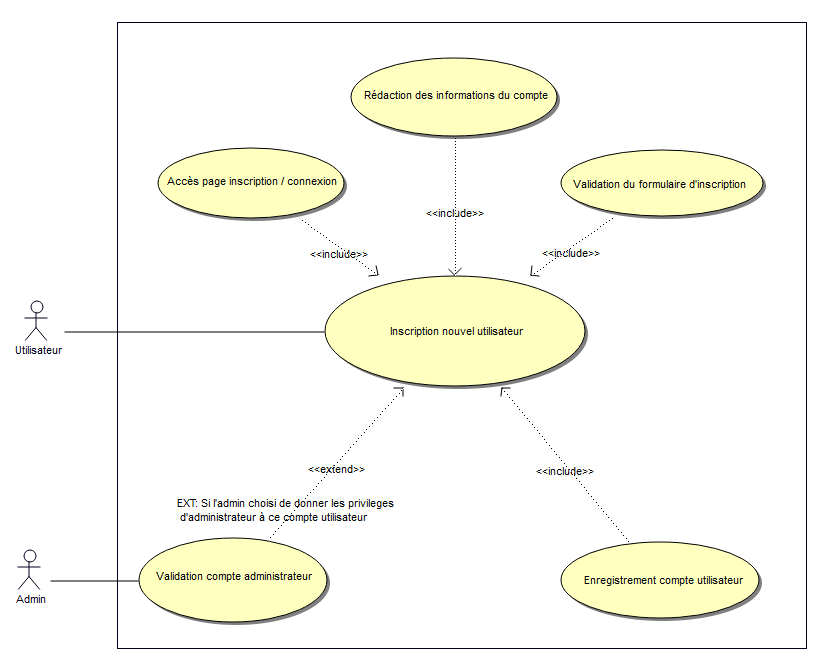 Rédaction des informations du compte
Accès page inscription / connexion
Validation du formulaire d'inscription
<<include>>
<<include>>
<<include>>
Inscription nouvel utilisateur
Utilisateur
<<extend>>
<<include>>
EXT: Si l'admin choisi de donner les privileges
d'administrateur à ce compte utilisateur
Validation compte administrateur
Enregistrement compte utilisateur
Admin